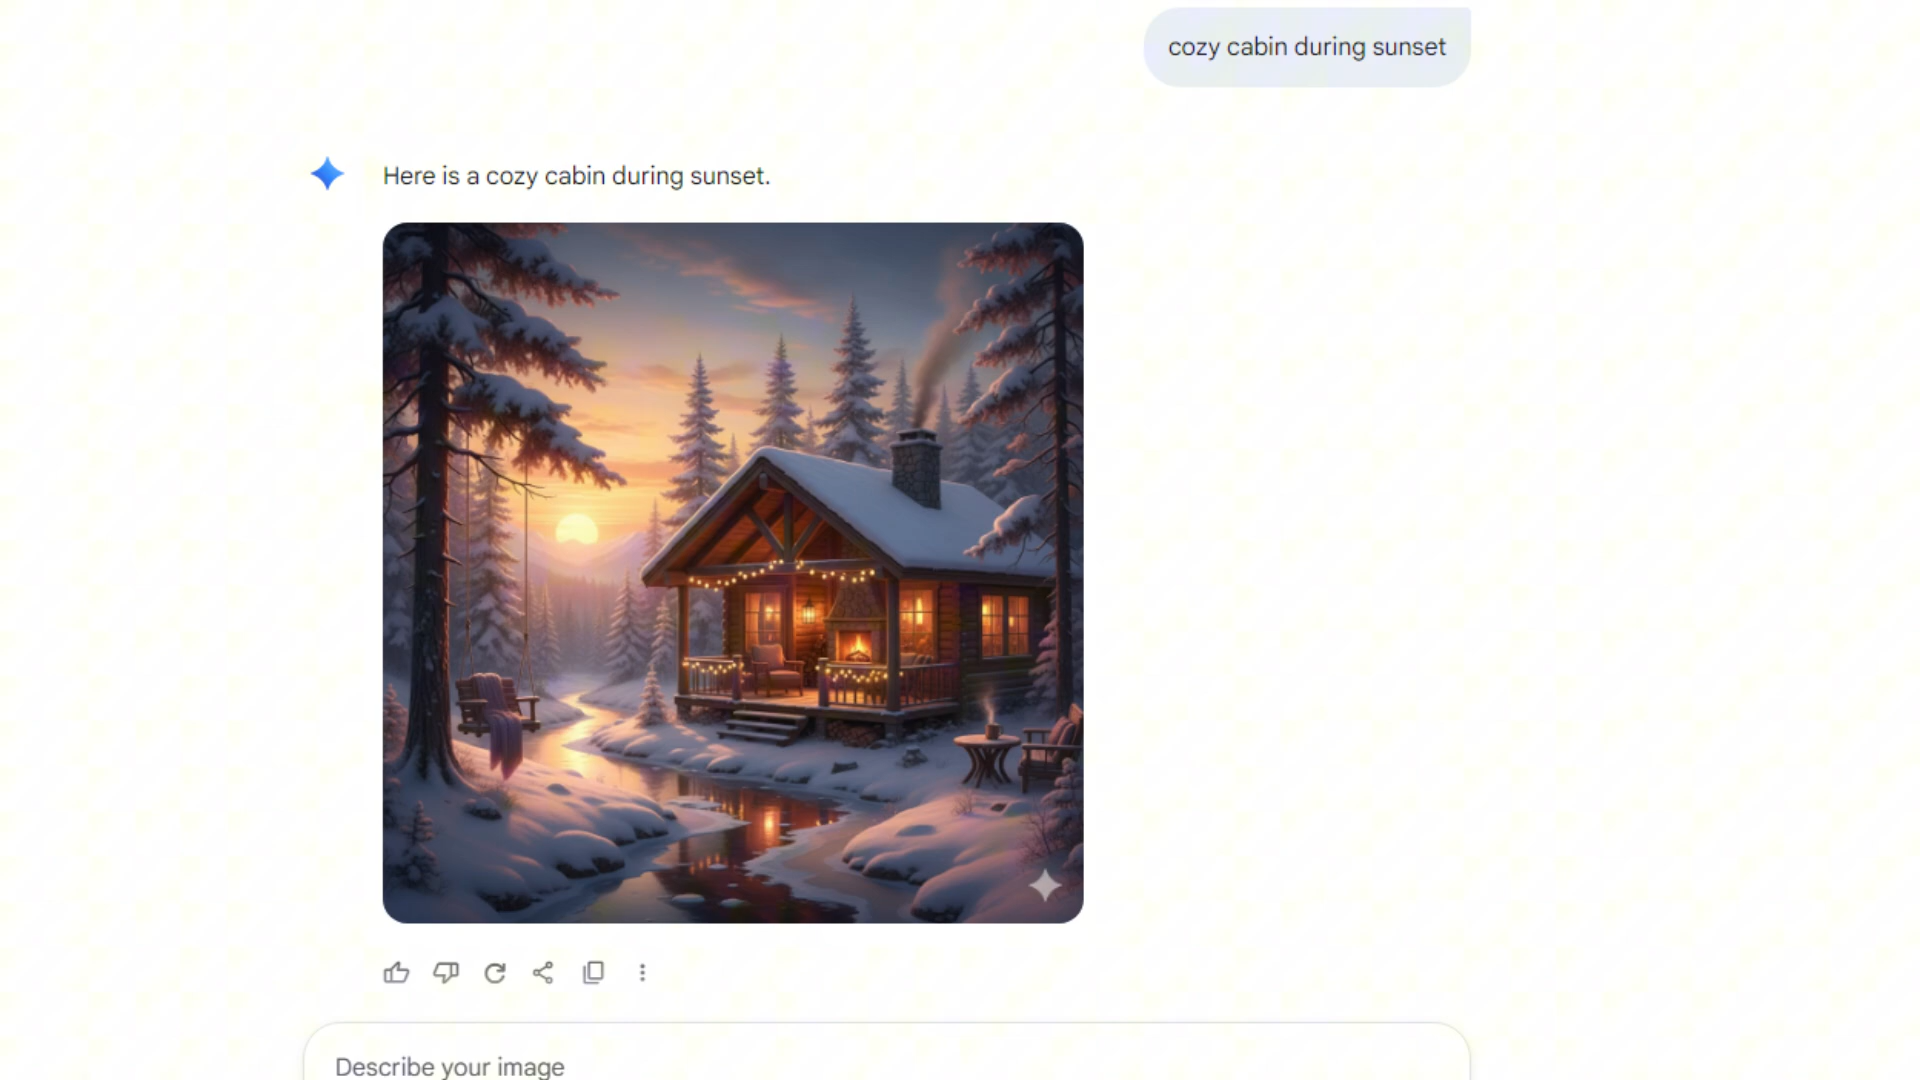 cozy cabin during sunset
Here is a cozy cabin during sunset.
Describe your image